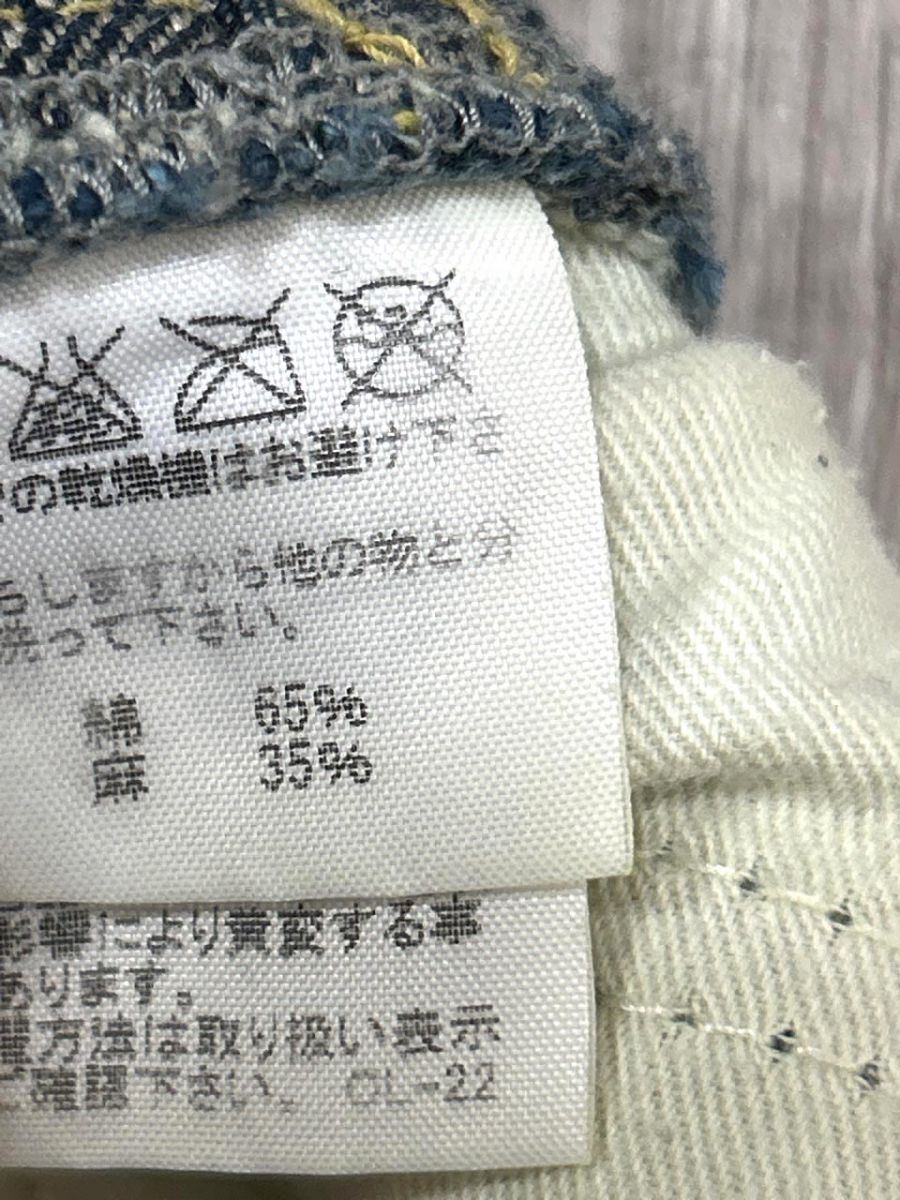 の乾燥機はお避け下さ
ちしますから他の物と分
洗って下さい。
綿 65%
麻 35%
影響により黄変する事
あります。
方法は取り扱い表示
確認下さい。 OL-22